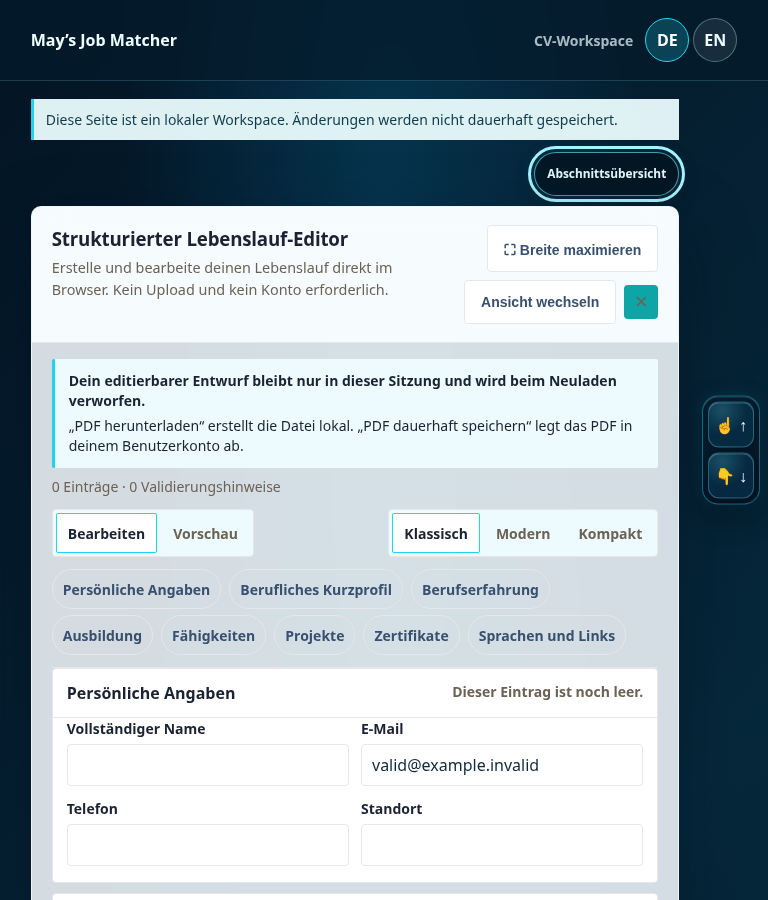 May’s Job Matcher
CV-Workspace DE EN
Diese Seite ist ein lokaler Workspace. Änderungen werden nicht dauerhaft gespeichert.
Abschnittsübersicht
Strukturierter Lebenslauf-Editor
Erstelle und bearbeite deinen Lebenslauf direkt im
Browser. Kein Upload und kein Konto erforderlich.
Breite maximieren
Ansicht wechseln
Dein editierbarer Entwurf bleibt nur in dieser Sitzung und wird beim Neuladen
verworfen.
„PDF herunterladen“ erstellt die Datei lokal. „PDF dauerhaft speichern“ legt das PDF in
deinem Benutzerkonto ab.
0 Einträge · 0 Validierungshinweise
Bearbeiten Vorschau
Klassisch Modern Kompakt
Persönliche Angaben Berufliches Kurzprofil Berufserfahrung
Ausbildung Fähigkeiten Projekte Zertifikate Sprachen und Links
Persönliche Angaben
Dieser Eintrag ist noch leer.
Vollständiger Name
E-Mail
valid@example.invalid
Telefon
Standort